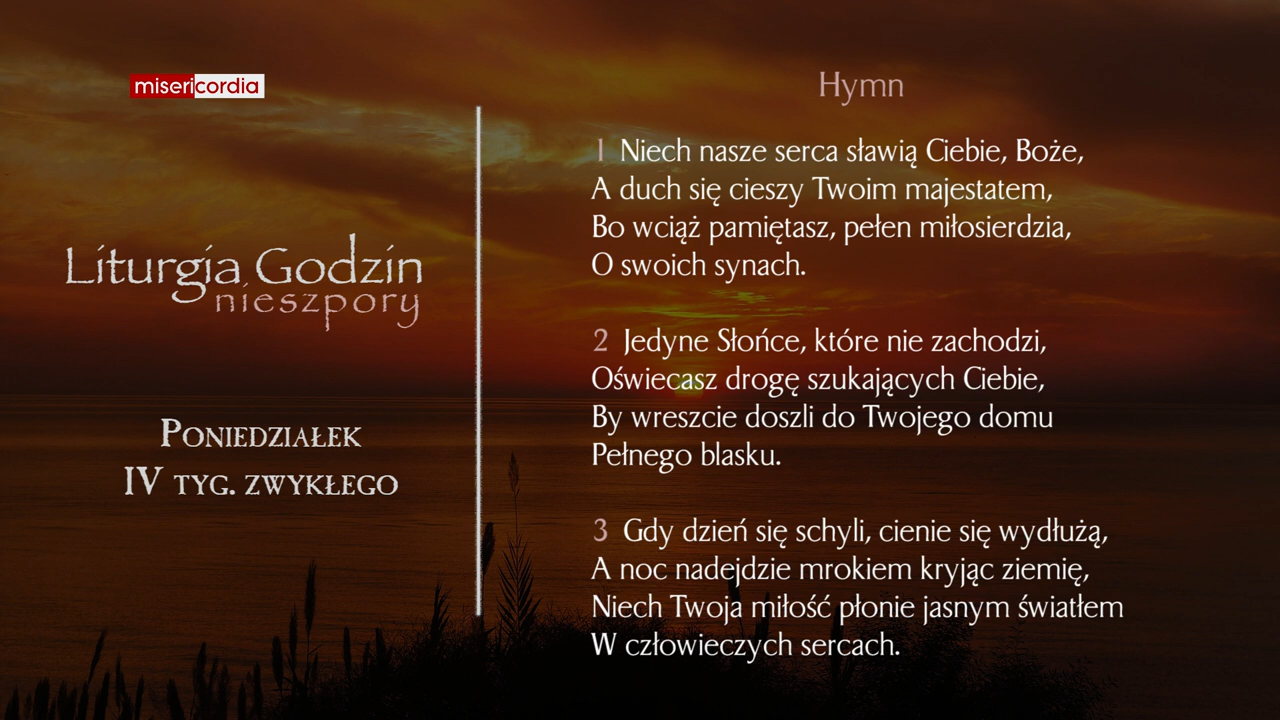 misericordia
Liturgia Godzin
nieszpory
Poniedziałek
IV tyg. zwykłego
Hymn
1 Niech nasze serca sławią Ciebie, Boże,
A duch się cieszy Twoim majestatem,
Bo wciąż pamiętasz, pełen miłosierdzia,
O swoich synach.
2 Jedyne Słońce, które nie zachodzi,
Oświecasz drogę szukających Ciebie,
By wreszcie doszli do Twojego domu
Pełnego blasku.
3 Gdy dzień się schyli, cienie się wydłużą,
A noc nadejdzie mrokiem kryjąc ziemię,
Niech Twoja miłość płonie jasnym światłem
W człowieczych sercach.